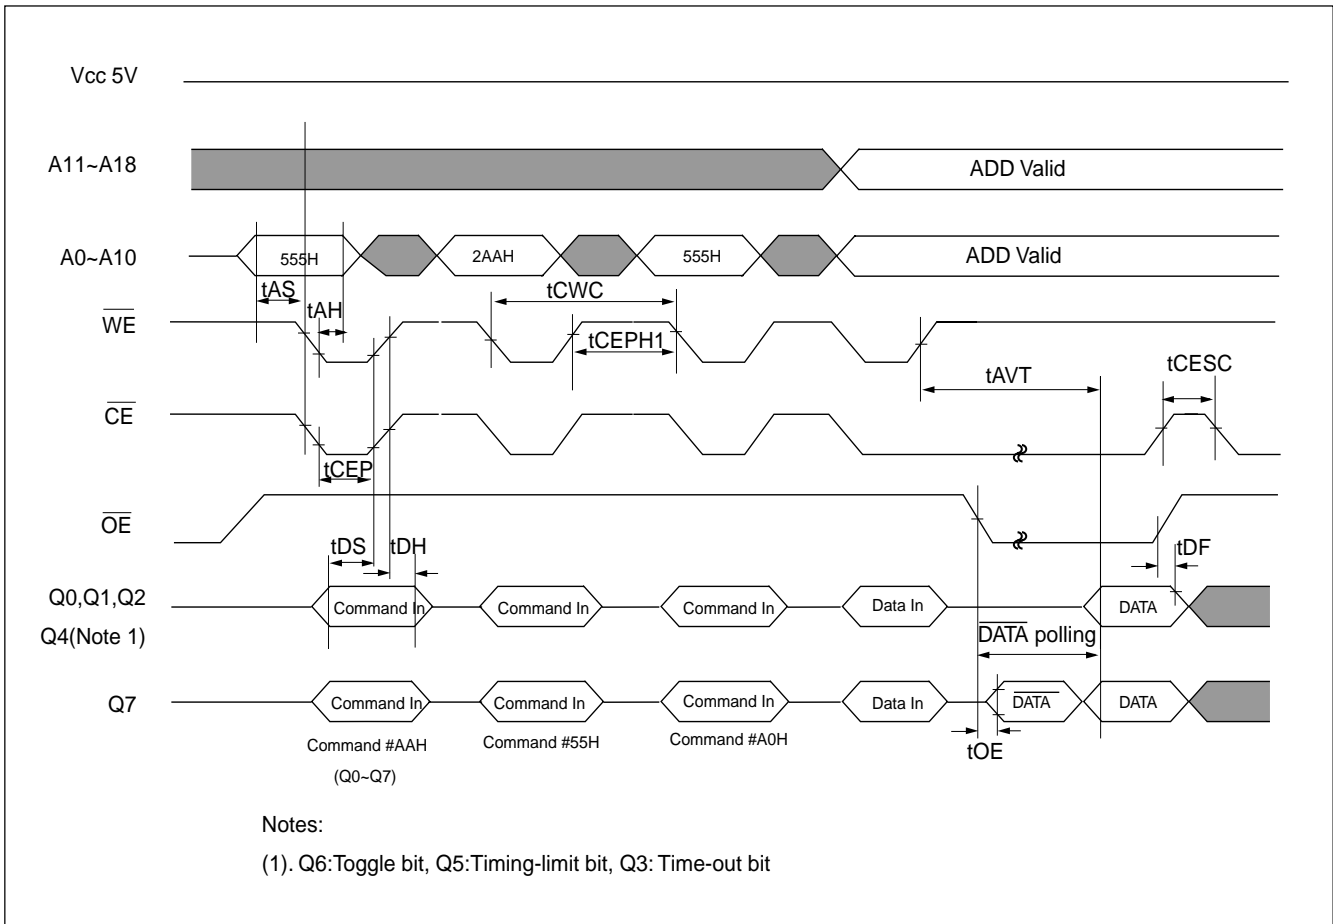 Vcc 5V
A11~A18
ADD Valid
A0~A10
555H
2AAH
555H
ADD Valid
tAS
tAH
tCWC
WE
tCEPH1
tAVT
tCESC
CE
tCEP
OE
tDS
tDH
tDF
Q0,Q1,Q2
Q4(Note 1)
Command In
Command In
Command In
Data In
DATA
DATA polling
Q7
Command In
Command In
Command In
Data In
DATA
DATA
Command #AAH
(Q0~Q7)
Command #55H
Command #A0H
tOE
Notes:
(1). Q6:Toggle bit, Q5:Timing-limit bit, Q3: Time-out bit